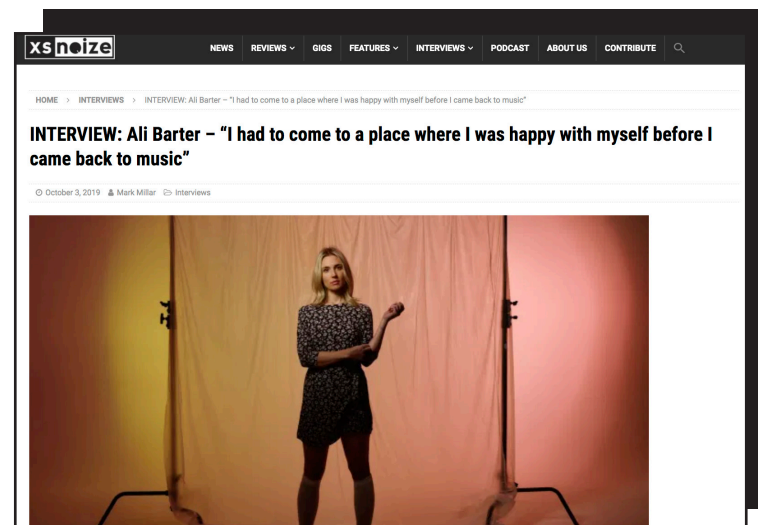 xsnoize
NEWS REVIEWS GIGS FEATURES INTERVIEWS PODCAST ABOUT US CONTRIBUTE
HOME > INTERVIEWS > INTERVIEW: Ali Barter – "I had to come to a place where I was happy with myself before I came back to music"
INTERVIEW: Ali Barter – “I had to come to a place where I was happy with myself before I
came back to music”
October 3, 2019 Mark Millar Interviews